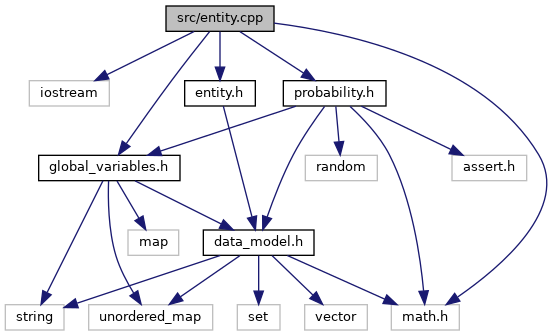 src/entity.cpp
iostream
entity.h
probability.h
global_variables.h
random
assert.h
map
data_model.h
string
unordered_map
set
vector
math.h